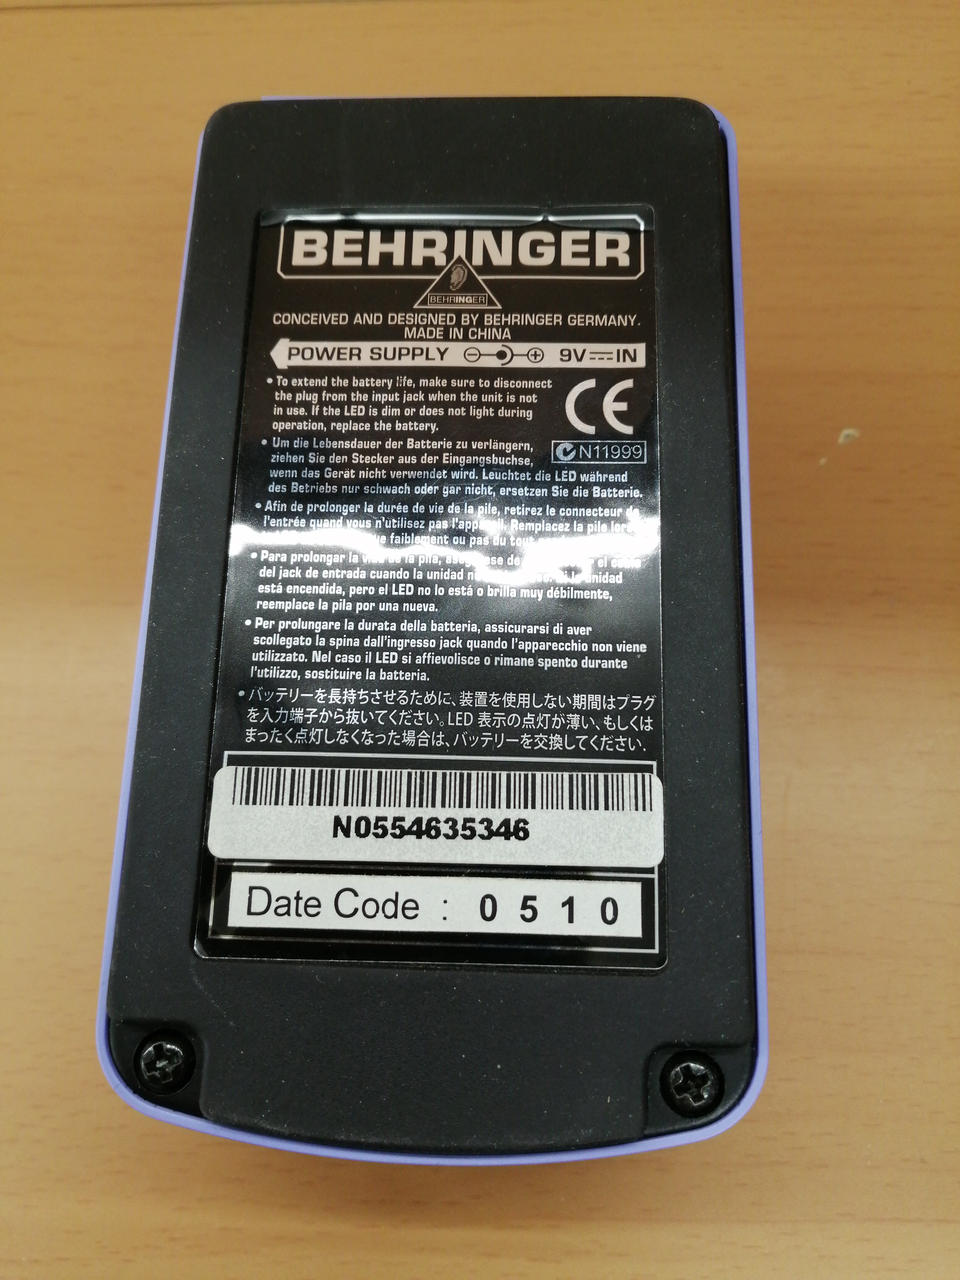 BEHRINGER
BEHRINGER
CONCEIVED AND DESIGNED BY BEHRINGER GERMANY.
MADE IN CHINA
POWER SUPPLY 9V IN
• To extend the battery life, make sure to disconnect
the plug from the input jack when the unit is not
in use. If the LED is dim or does not light during
operation, replace the battery.
CE
N11999
• Um die Lebensdauer der Batterie zu verlängern,
ziehen Sie den Stecker aus der Eingangsbuchse,
wenn das Gerät nicht verwendet wird. Leuchtet die LED während
des Betriebs nur schwach oder gar nicht, ersetzen Sie die Batterie.
• Afin de prolonger la durée de vie de la pile, retirez le connecteur de
l'entrée quand vous n'utilisez pas l'appareil. Remplacez la pile
faiblement ou pas du tout
• Para prolongar la vida de la pila,
del jack de entrada cuando la unidad unidad
está encendida, pero el LED no lo está o brilla muy débilmente,
reemplace la pila por una nueva.
• Per prolungare la durata della batteria, assicurarsi di aver
scollegato la spina dall'ingresso jack quando l'apparecchio non viene
utilizzato. Nel caso il LED si affievolisce o rimane spento durante
l'utilizzo, sostituire la batteria.
• バッテリーを長持ちさせるために、装置を使用しない期間はプラグ
を入力端子から抜いてください。LED 表示の点灯が薄い、もしくは
まったく点灯しなくなった場合は、バッテリーを交換してください.
N0554635346
Date Code : 0510